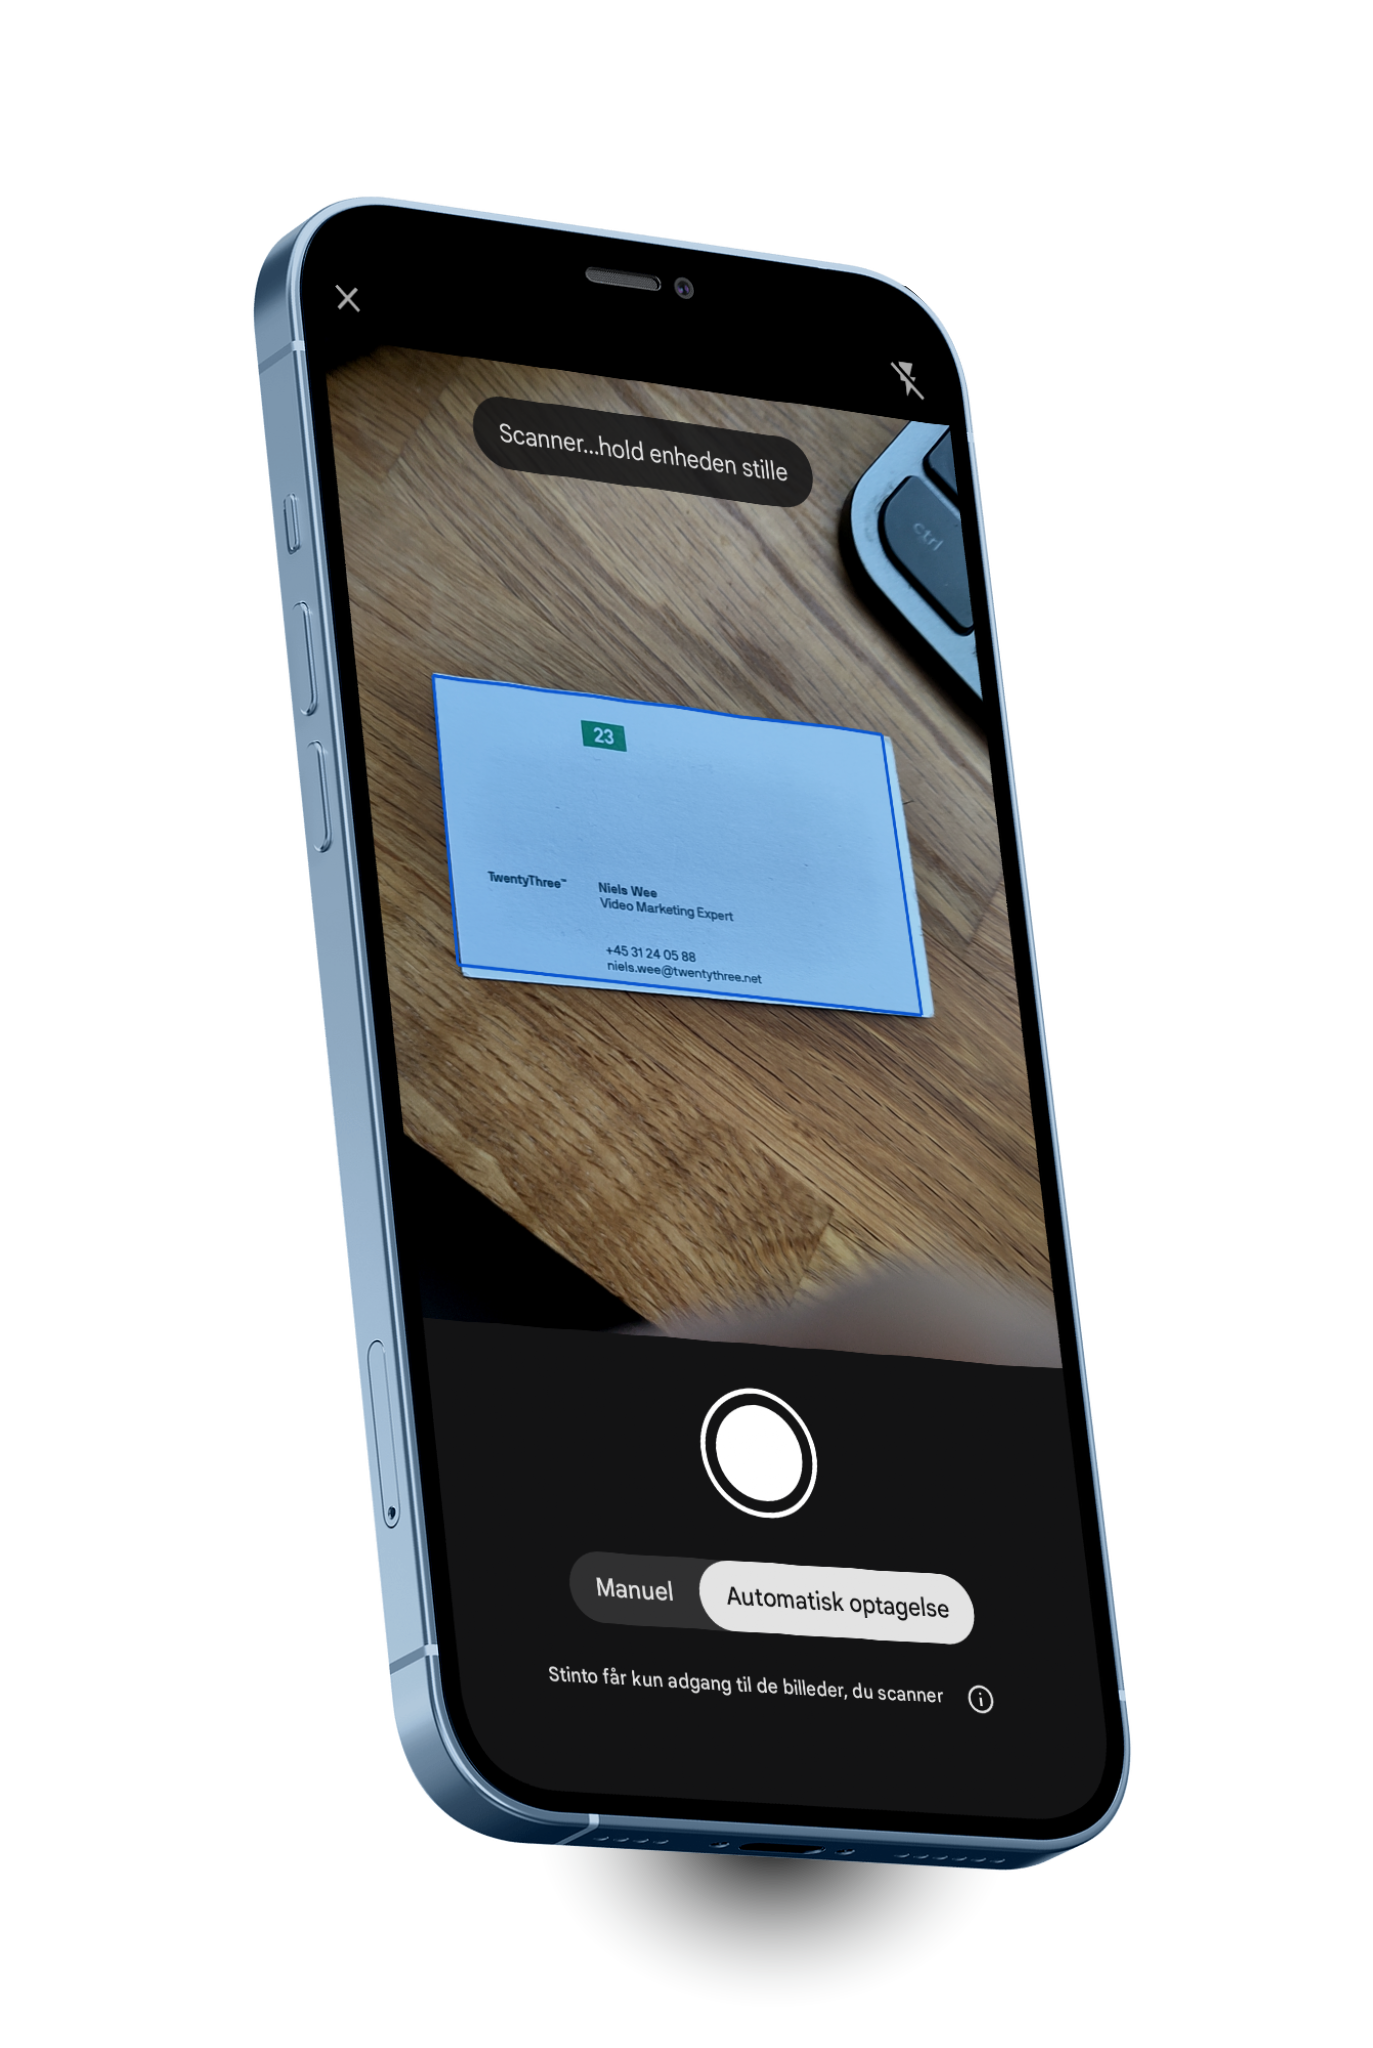 Scanner...hold enheden stille
ctrl
23
TwentyThree™
Niels Wee
Video Marketing Expert
+45 31 24 05 88
niels.wee@twentythree.net
Manuel
Automatisk optagelse
Stinto får kun adgang til de billeder, du scanner